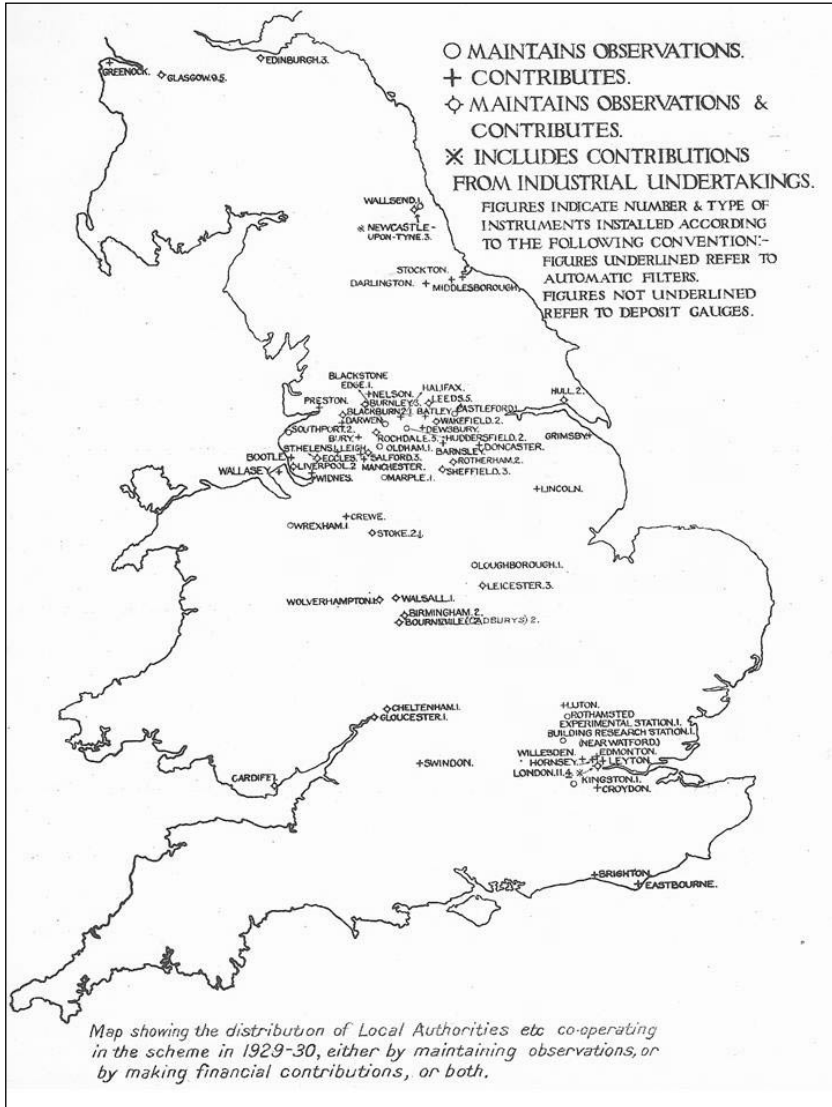 ○ MAINTAINS OBSERVATIONS.
+ CONTRIBUTES.
MAINTAINS OBSERVATIONS &
CONTRIBUTES.
※ INCLUDES CONTRIBUTIONS
FROM INDUSTRIAL UNDERTAKINGS.
FIGURES INDICATE NUMBER & TYPE OF
INSTRUMENTS INSTALLED ACCORDING
TO THE FOLLOWING CONVENTION:-
FIGURES UNDERLINED REFER TO
AUTOMATIC FILTERS.
FIGURES NOT UNDERLINED
REFER TO DEPOSIT GAUGES.
GREENOCK.
GLASGOW.9.5.
EDINBURGH.3.
WALLSEND.1.
※ NEWCASTLE-
UPON-TYNE.3.
STOCKTON.
DARLINGTON.
MIDDLESBOROUGH.
BLACKSTONE
EDGE.1.
NELSON.
HALIFAX.
BURNLEY.3.
LEEDS.5.
PRESTON.
BLACKBURN.2.1.
BATLEY.
CASTLEFORD.1.
HULL.2.
DARWEN.
WAKEFIELD.2.
SOUTHPORT.2.
DEWSBURY.
BURY.
ROCHDALE.3.
HUDDERSFIELD.2.
GRIMSBY.
ST.HELENS.1.
LEIGH.
OLDHAM.1.
DONCASTER.
BARNSLEY.
BOOTLE.
ECCLES.
SALFORD.3.
ROTHERHAM.2.
LIVERPOOL.2
MANCHESTER.
SHEFFIELD.3.
WALLASEY.
WIDNES.
MARPLE.1.
LINCOLN.
CREWE.
WREXHAM.1.
STOKE.2.1.
LOUGHBOROUGH.1.
LEICESTER.3.
WOLVERHAMPTON.1.
WALSALL.1.
BIRMINGHAM.2.
BOURNVILLE(CADBURYS)2.
CHELTENHAM.1.
GLOUCESTER.1.
LUTON.
ROTHAMSTED
EXPERIMENTAL STATION.1.
BUILDING RESEARCH STATION.1.
(NEAR WATFORD.)
WILLESDEN.
EDMONTON.
HORNSEY.
LEYTON.
SWINDON.
LONDON.11.4. ※
KINGSTON.1.
CROYDON.
CARDIFF.1.
BRIGHTON.
EASTBOURNE.
Map showing the distribution of Local Authorities etc co-operating
in the scheme in 1929-30, either by maintaining observations, or
by making financial contributions, or both.